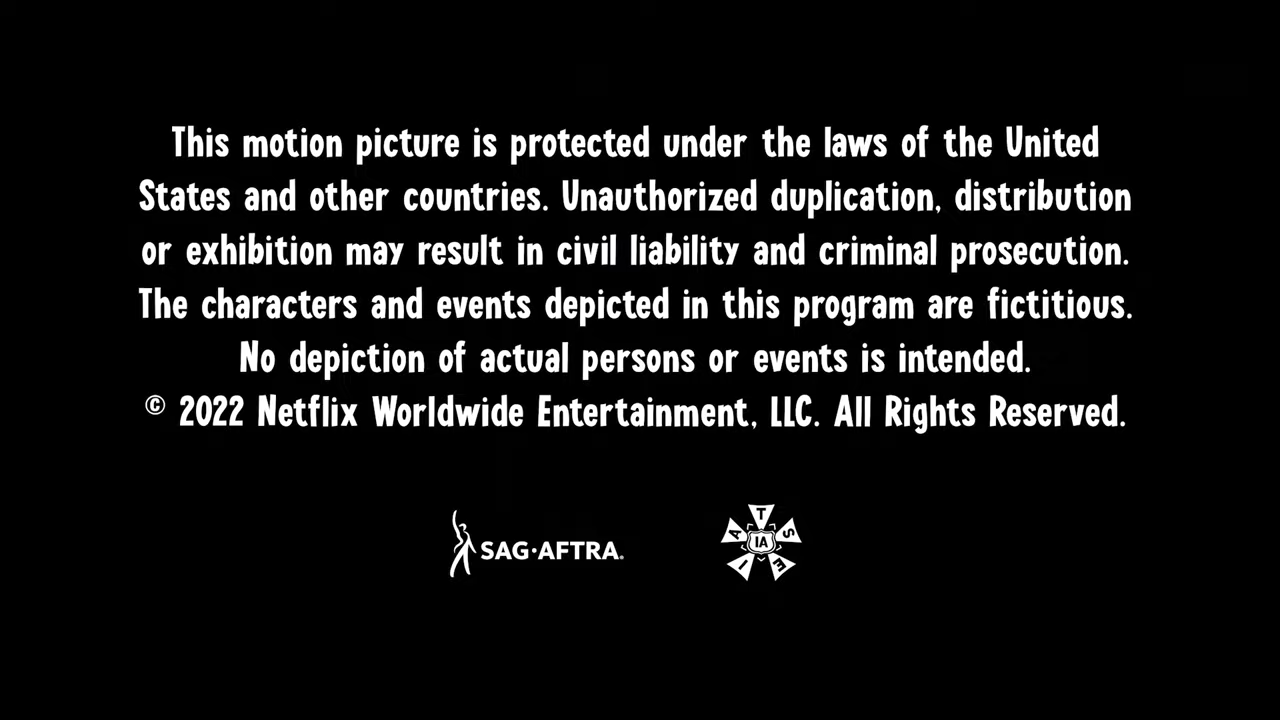 This motion picture is protected under the laws of the United
States and other countries. Unauthorized duplication, distribution
or exhibition may result in civil liability and criminal prosecution.
The characters and events depicted in this program are fictitious.
No depiction of actual persons or events is intended.
© 2022 Netflix Worldwide Entertainment, LLC. All Rights Reserved.
SAG·AFTRA®
IATSE
IA